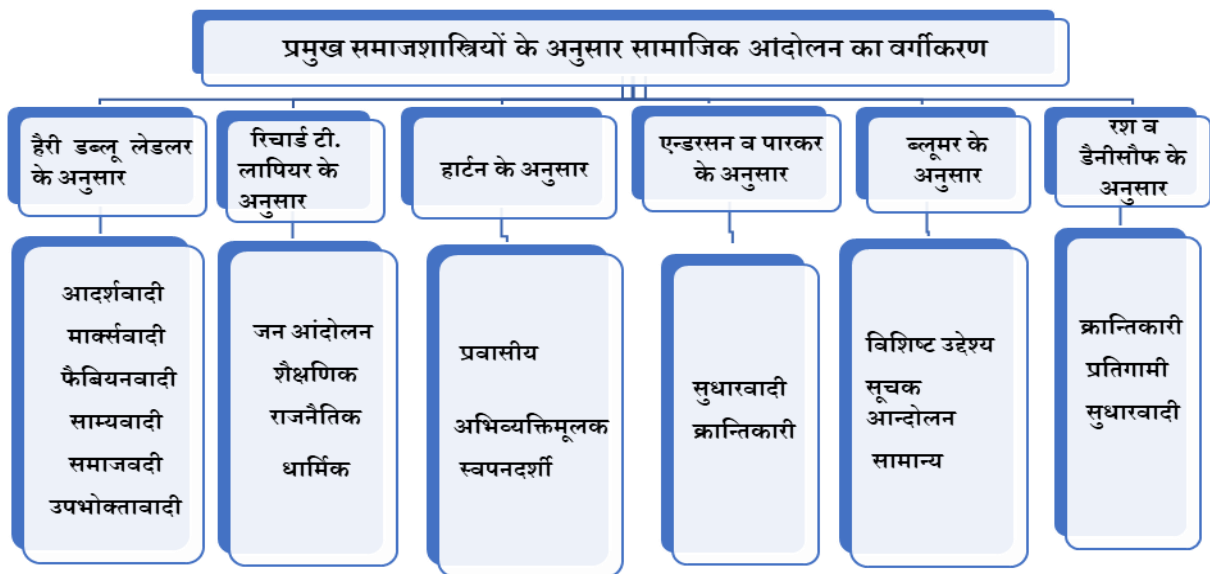 प्रमुख समाजशास्त्रियों के अनुसार सामाजिक आंदोलन का वर्गीकरण
हैरी डब्लू लेडलर
के अनुसार
आदर्शवादी
मार्क्सवादी
फैबियनवादी
साम्यवादी
समाजवदी
उपभोक्तावादी
रिचार्ड टी.
लापियर के
अनुसार
जन आंदोलन
शैक्षणिक
राजनैतिक
धार्मिक
हार्टन के अनुसार
प्रवासीय
अभिव्यक्तिमूलक
स्वपनदर्शी
एन्डरसन व पारकर
के अनुसार
सुधारवादी
क्रान्तिकारी
ब्लूमर के
अनुसार
विशिष्ट उद्देश्य
सूचक
आन्दोलन
सामान्य
रश व
डैनीसौफ के
अनुसार
क्रान्तिकारी
प्रतिगामी
सुधारवादी